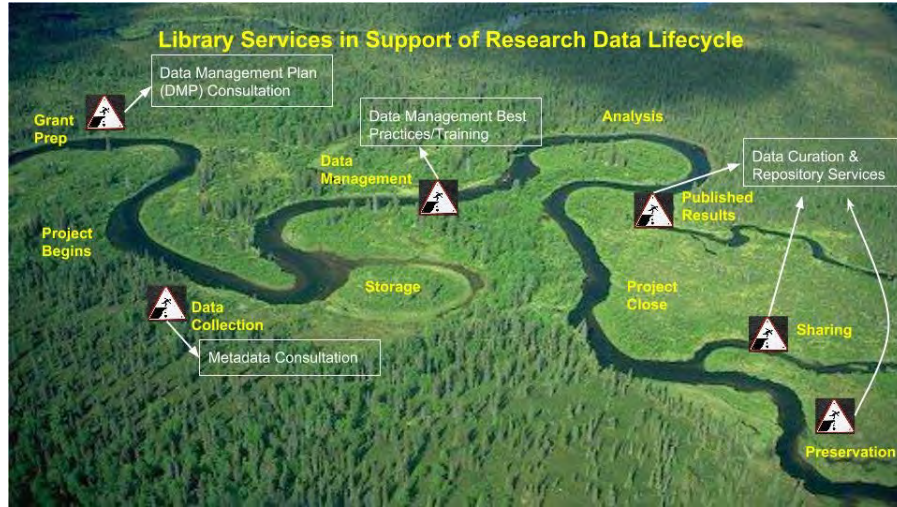 Library Services in Support of Research Data Lifecycle
Data Management Plan
(DMP) Consultation
Grant
Prep
Data Management Best
Practices/Training
Analysis
Data
Management
Data Curation &
Repository Services
Published
Results
Project
Begins
Storage
Project
Close
Data
Collection
Sharing
Metadata Consultation
Preservation